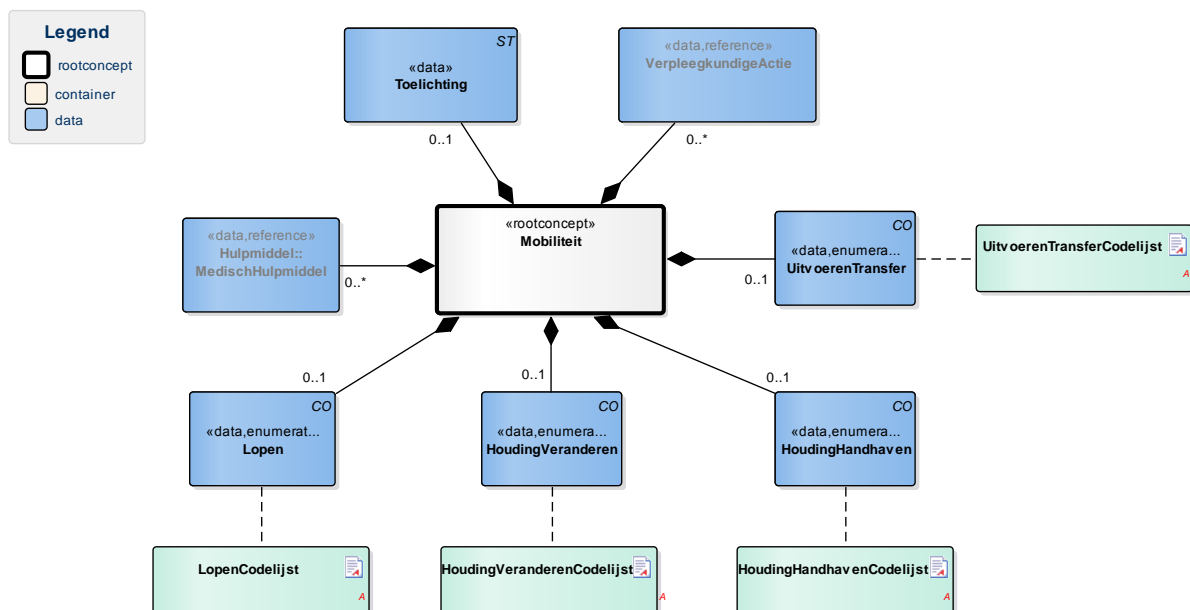 Legend
rootconcept
container
data
ST
«data»
Toelichting
«data,reference»
VerpleegkundigeActie
0..1
0..*
«rootconcept»
Mobiliteit
«data,reference»
Hulpmiddel::
MedischHulpmiddel
0..*
CO
«data,enumera...
UitvoerenTransfer
0..1
UitvoerenTransferCodelijst
A
0..1
0..1
0..1
CO
«data,enumerat...
Lopen
CO
«data,enumera...
HoudingVeranderen
CO
«data,enumera...
HoudingHandhaven
LopenCodelijst
A
HoudingVeranderenCodelijst
A
HoudingHandhavenCodelijst
A